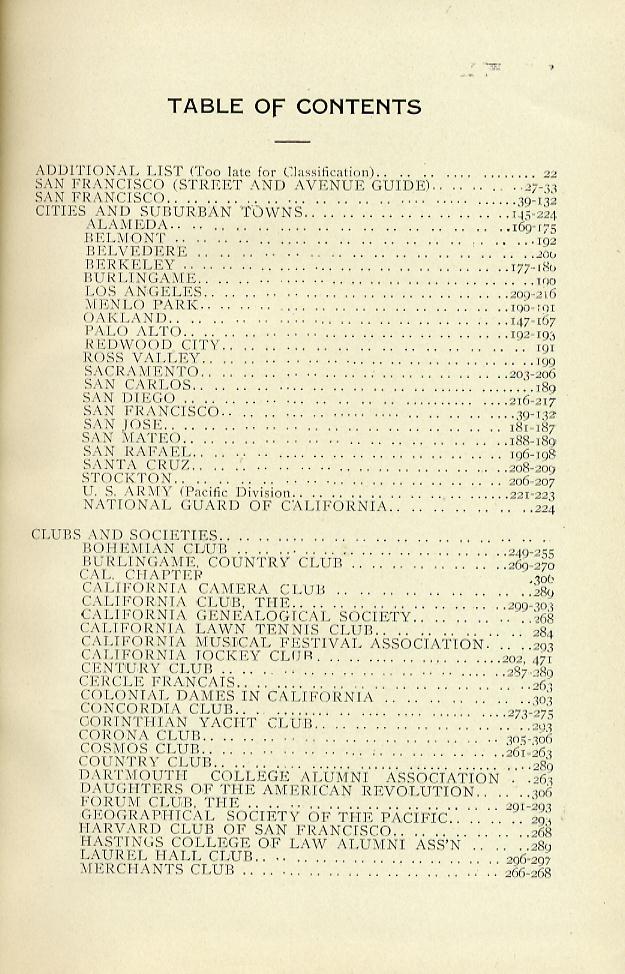 TABLE OF CONTENTS
ADDITIONAL LIST (Too late for Classification).. .. .. .... ........ 22
SAN FRANCISCO (STREET AND AVENUE GUIDE).. .. .. .. ..27-33
SAN FRANCISCO.. .. .. .. .. .. .. .. .. .. ........ ......39-132
CITIES AND SUBURBAN TOWNS.. .. .. .. .. .. .. .. .. ..145-224
ALAMEDA.. .. .. .. .. .. .. .. .. .. .. .. .. .. ..169-175
BELMONT .. .. .. .. .. .. .. .. .. .. .. .. .. .. ..192
BELVEDERE .. .. .. .. .. .. .. .. .. .. .. .. .. ..200
BERKELEY .. .. .. .. .. .. .. .. .. .. .. .. .. ..177-180
BURLINGAME.. .. .. .. .. .. .. .. .. .. .. .. .. ..190
LOS ANGELES.. .. .. .. .. .. .. .. .. .. .. .. ..209-216
MENLO PARK.. .. .. .. .. .. .. .. .. .. .. .. ..190-191
OAKLAND.. .. .. .. .. .. .. .. .. .. .. .. .. ..147-167
PALO ALTO.. .. .. .. .. .. .. .. .. .. .. .. ..192-193
REDWOOD CITY.. .. .. .. .. .. .. .. .. .. .. .. .. 191
ROSS VALLEY.. .. .. .. .. .. .. .. .. .. .. .. .. ..199
SACRAMENTO.. .. .. .. .. .. .. .. .. .. .. .. ..203-206
SAN CARLOS.. .. .. .. .. .. .. .. .. .. ........ ......189
SAN DIEGO .. .. .. .. .. .. .. .. .. .. ........ ....216-217
SAN FRANCISCO.. .. .. .. .. .. .. .. .. .. .. .. ..39-132
SAN JOSE.. .. .. .. .. .. .. .. .. .. .. .. .. .. 181-187
SAN MATEO.. .. .. .. .. .. .. .. .. .. .. .. ..188-189
SAN RAFAEL.. .. .. .. .. .. .. .. .. .. .. .. .. 196-198
SANTA CRUZ.. .. .. .. .. .. .. .. .. .. .. .. .. 208-209
STOCKTON.. .. .. .. .. .. .. .. .. .. .. .. .. .. 206-207
U. S. ARMY (Pacific Division.. .. .. .. .. .. .. ......221-223
NATIONAL GUARD OF CALIFORNIA.. .. .. .. .. .. ..224
CLUBS AND SOCIETIES.. .. .. .. .. .. .. .. .. .. .. .. ..
BOHEMIAN CLUB .. .. .. .. .. .. .. .. .. .. .. ..249-255
BURLINGAME, COUNTRY CLUB .. .. .. .. .. .. .. ..269-270
CAL. CHAPTER .306
CALIFORNIA CAMERA CLUB .. .. .. .. .. .. .. .. ..289
CALIFORNIA CLUB, THE.. .. .. .. .. .. .. .. .. ..299-303
CALIFORNIA GENEALOGICAL SOCIETY.. .. .. .. .. ..268
CALIFORNIA LAWN TENNIS CLUB.. .. .. .. .. .. .. 284
CALIFORNIA MUSICAL FESTIVAL ASSOCIATION. .. ..293
CALIFORNIA JOCKEY CLUB. .. .. .. .. .... .... ....202, 471
CENTURY CLUB .. .. .. .. .. .. .. .. .. .. .. ..287-289
CERCLE FRANCAIS.. .. .. .. .. .. .. .. .. .. .. .. ..263
COLONIAL DAMES IN CALIFORNIA .. .. .. .. .. .. ..303
CONCORDIA CLUB.. .. .. .. .. .. .. .. .... .... ....273-275
CORINTHIAN YACHT CLUB.. .. .. .. .. .. .. .. .. ..293
CORONA CLUB.. .. .. .. .. .. .. .. .. .. .. .. .. 305-306
COSMOS CLUB.. .. .. .. .. .. .. .. .. .. .. .. ..261-263
COUNTRY CLUB.. .. .. .. .. .. .. .. .. .. .. .. .. ..289
DARTMOUTH COLLEGE ALUMNI ASSOCIATION . ..263
DAUGHTERS OF THE AMERICAN REVOLUTION.. .. ..306
FORUM CLUB, THE .. .. .. .. .. .. .. .. .. .. ..291-293
GEOGRAPHICAL SOCIETY OF THE PACIFIC.. .. .. .. 293
HARVARD CLUB OF SAN FRANCISCO.. .. .. .. .. .. ..268
HASTINGS COLLEGE OF LAW ALUMNI ASS'N .. .. ..289
LAUREL HALL CLUB.. .. .. .. .. .. .. .. .. .. .. 296-297
MERCHANTS CLUB .. .. .. .. .. .. .. .. .. .. .. .. 266-268